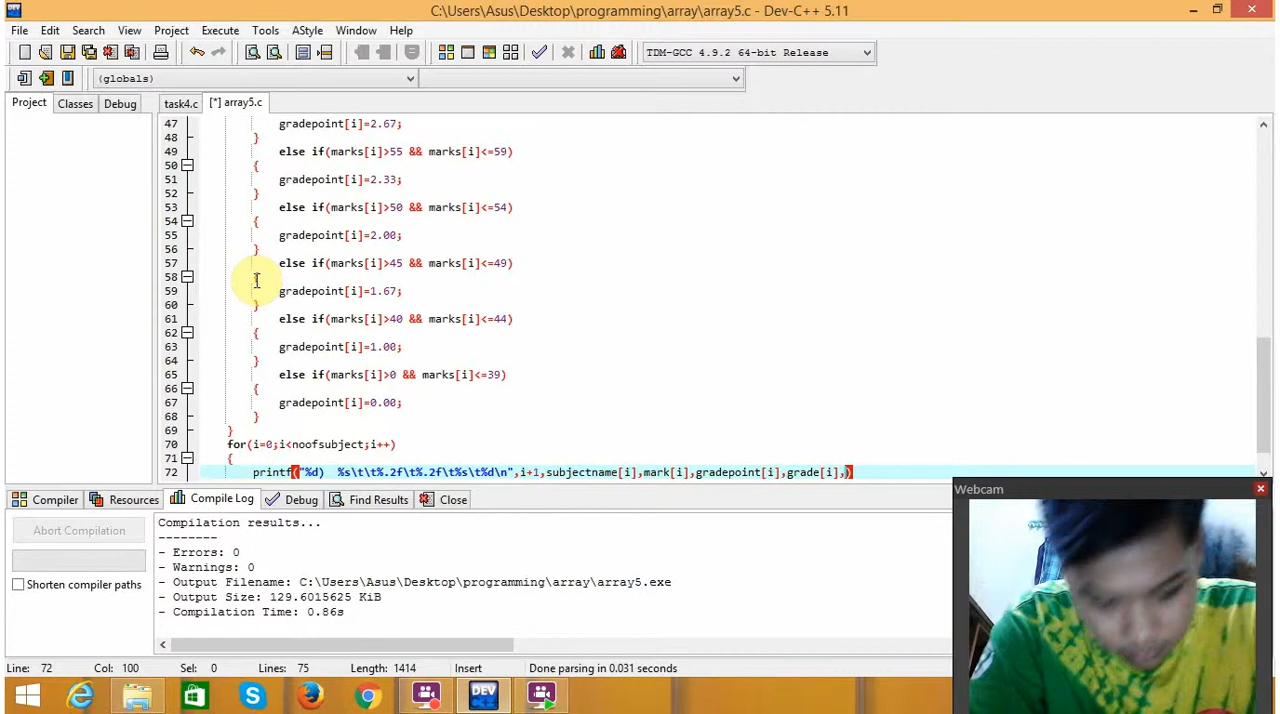 C:\Users\Asus\Desktop\programming\array\array5.c - Dev-C++ 5.11
File Edit Search View Project Execute Tools AStyle Window Help
TDM-GCC 4.9.2 64-bit Release
(globals)
Project Classes Debug task4.c [*] array5.c
47 gradepoint[i]=2.67;
48 }
49 else if(marks[i]>55 && marks[i]<=59)
50 {
51 gradepoint[i]=2.33;
52 }
53 else if(marks[i]>50 && marks[i]<=54)
54 {
55 gradepoint[i]=2.00;
56 }
57 else if(marks[i]>45 && marks[i]<=49)
58 {
59 gradepoint[i]=1.67;
60 }
61 else if(marks[i]>40 && marks[i]<=44)
62 {
63 gradepoint[i]=1.00;
64 }
65 else if(marks[i]>0 && marks[i]<=39)
66 {
67 gradepoint[i]=0.00;
68 }
69 }
70 for(i=0;i<noofsubject;i++)
71 {
72 printf("%d)  %s\t\t%.2f\t%.2f\t%s\t%d\n",i+1,subjectname[i],mark[i],gradepoint[i],grade[i],)
Compiler Resources Compile Log Debug Find Results Close
Webcam
Abort Compilation
Shorten compiler paths
Compilation results...
--------
- Errors: 0
- Warnings: 0
- Output Filename: C:\Users\Asus\Desktop\programming\array\array5.exe
- Output Size: 129.6015625 KiB
- Compilation Time: 0.86s
Line: 72 Col: 100 Sel: 0 Lines: 75 Length: 1414 Insert Done parsing in 0.031 seconds
DEV